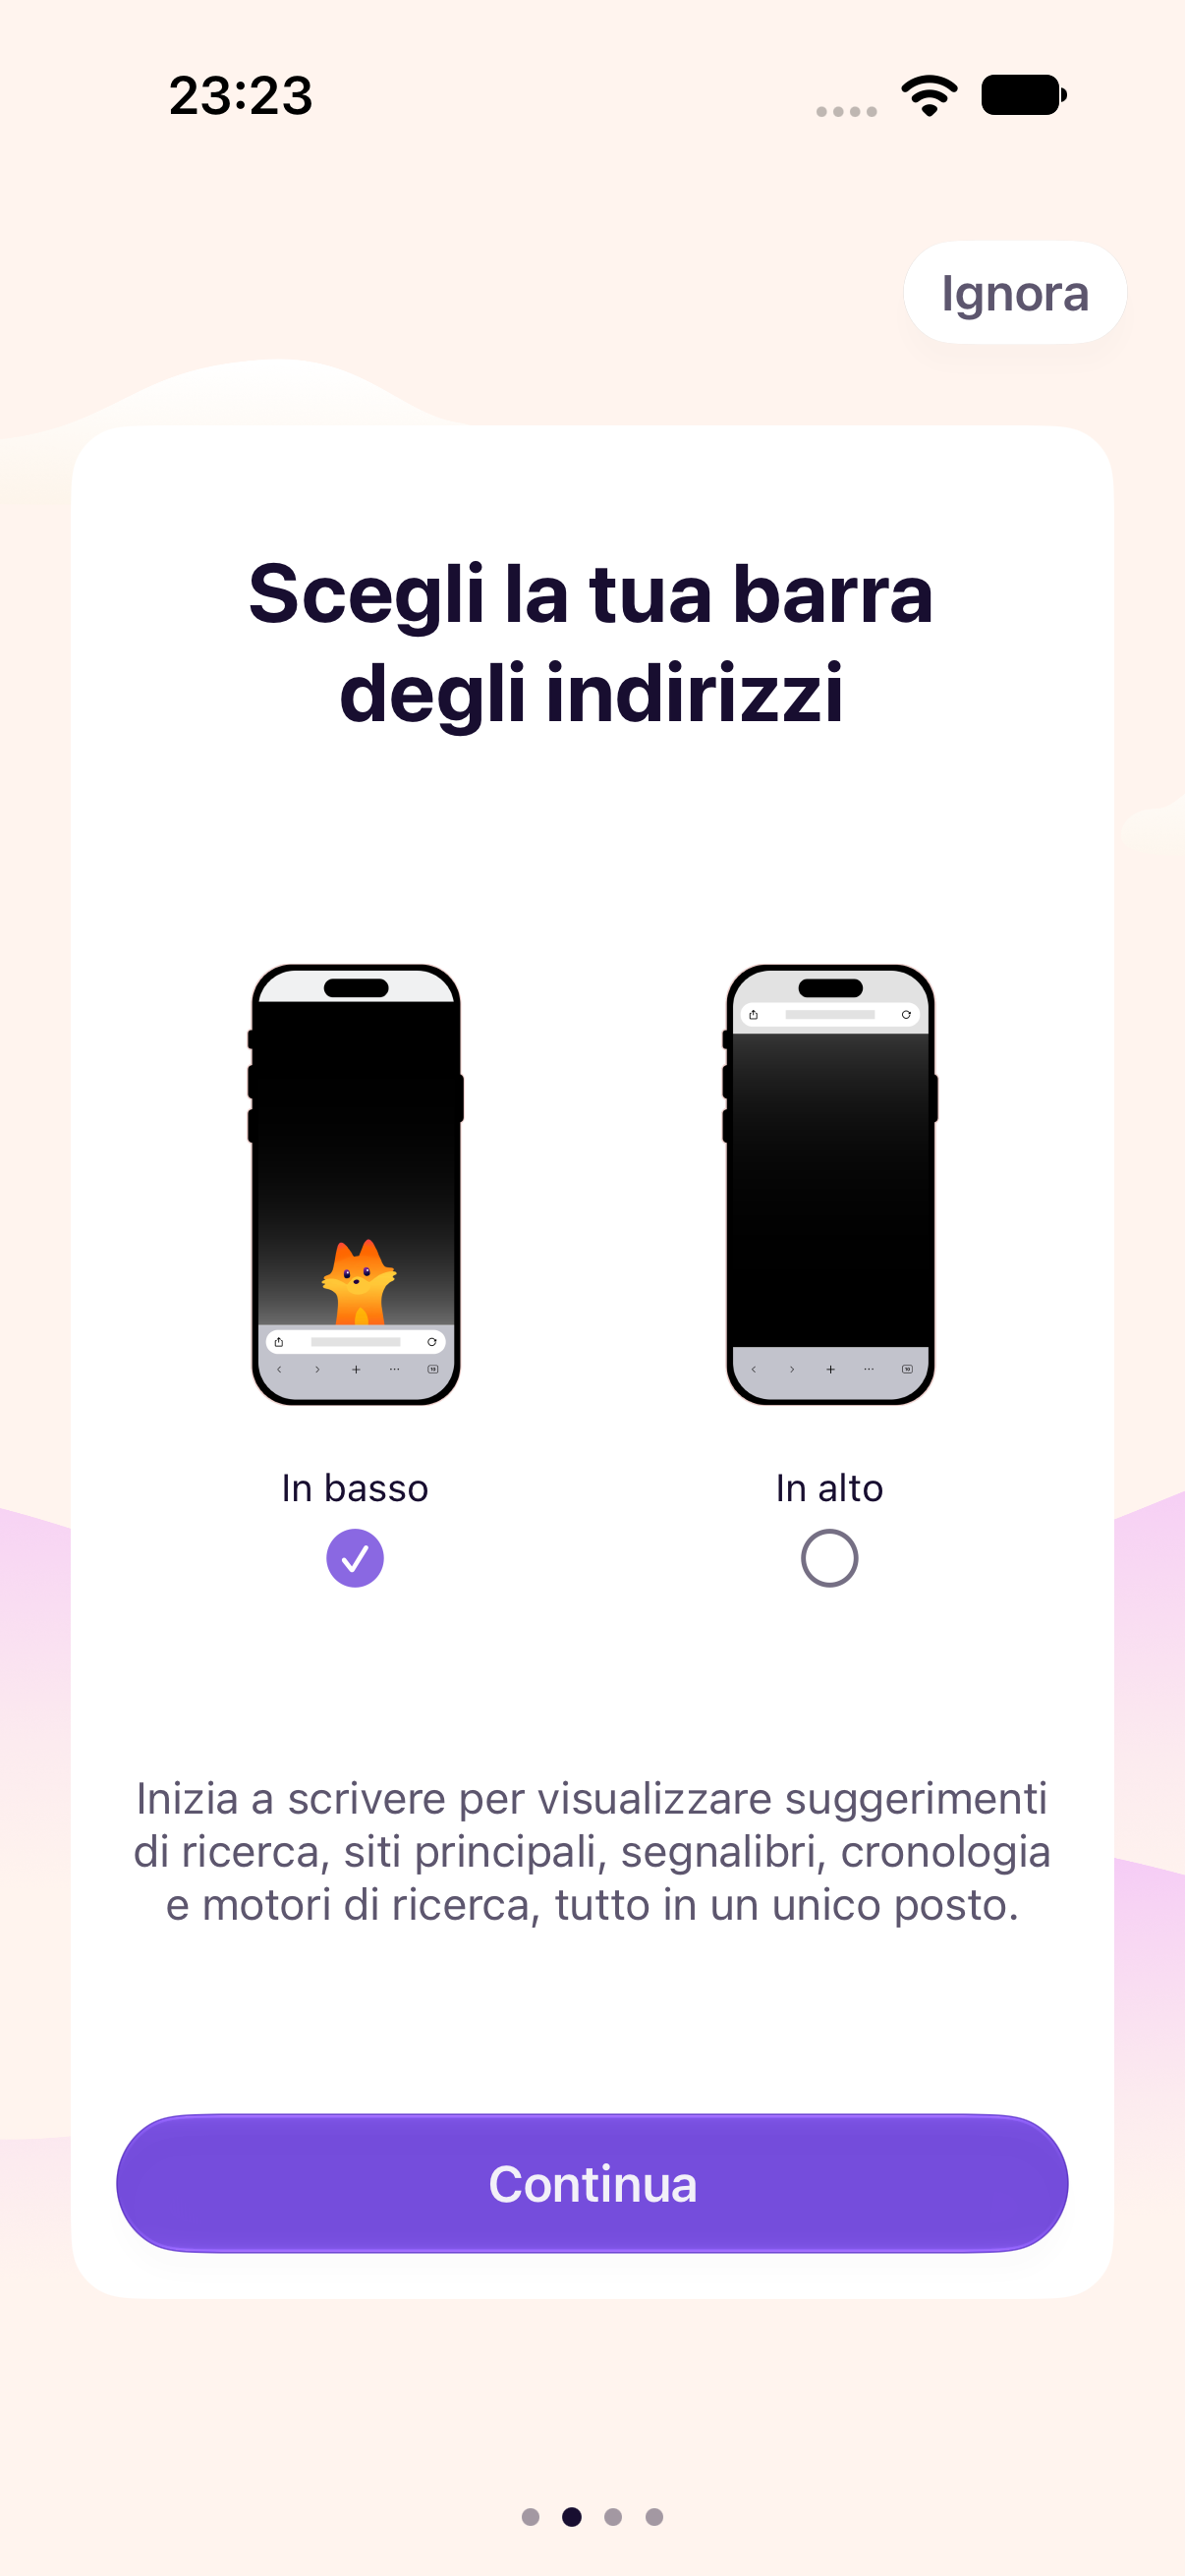 23:23
Ignora
Scegli la tua barra
degli indirizzi
In basso
In alto
Inizia a scrivere per visualizzare suggerimenti
di ricerca, siti principali, segnalibri, cronologia
e motori di ricerca, tutto in un unico posto.
Continua